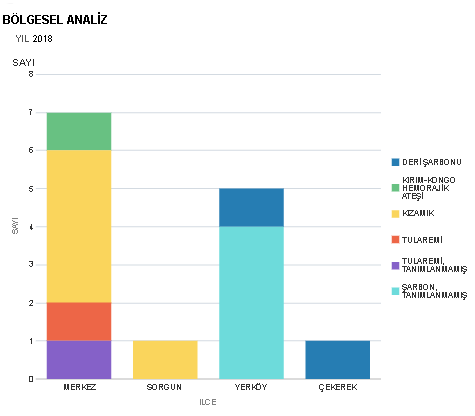 BÖLGESEL ANALİZ
YIL 2018
SAYI
8
7
6
5
4
3
2
1
0
SAYI
MERKEZ
SORGUN
YERKÖY
ÇEKEREK
ILCE
DERİ ŞARBONU
KIRIM-KONGO
HEMORAJİK
ATEŞİ
KIZAMIK
TULAREMİ
TULAREMİ,
TANIMLANMAMIŞ
ŞARBON,
TANIMLANMAMIŞ